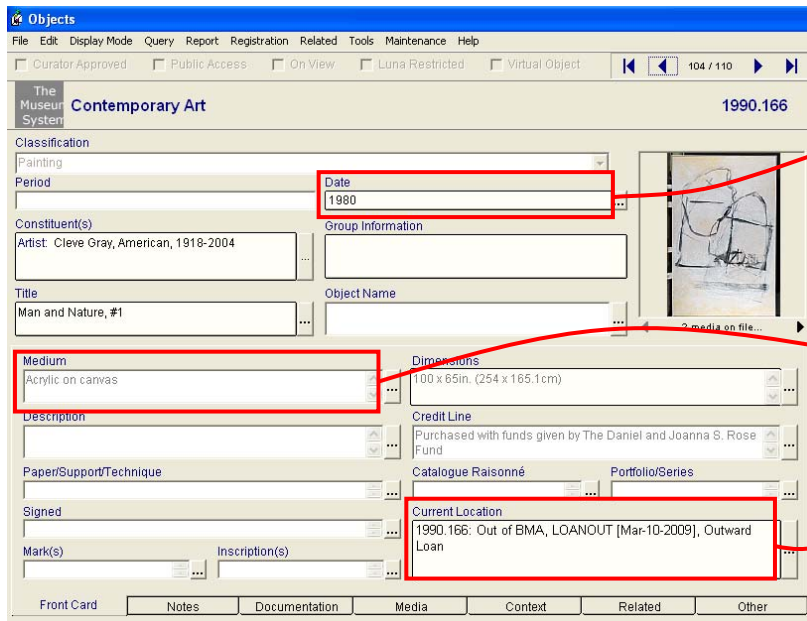 Objects
File Edit Display Mode Query Report Registration Related Tools Maintenance Help
Curator Approved Public Access On View Luna Restricted Virtual Object 104 / 110
The
Museum
System
Contemporary Art 1990.166
Classification
Painting
Period Date
1980
Constituent(s) Group Information
Artist: Cleve Gray, American, 1918-2004
...
Title Object Name
Man and Nature, #1
... ...
2 media on file...
Medium Dimensions
Acrylic on canvas 100 x 65in. (254 x 165.1cm)
... ...
Description Credit Line
Purchased with funds given by The Daniel and Joanna S. Rose
Fund
... ...
Paper/Support/Technique Catalogue Raisonné Portfolio/Series
... ... ...
Signed Current Location
... 1990.166: Out of BMA, LOANOUT [Mar-10-2009], Outward
Loan
...
Mark(s) Inscription(s)
... ...
Front Card Notes Documentation Media Context Related Other